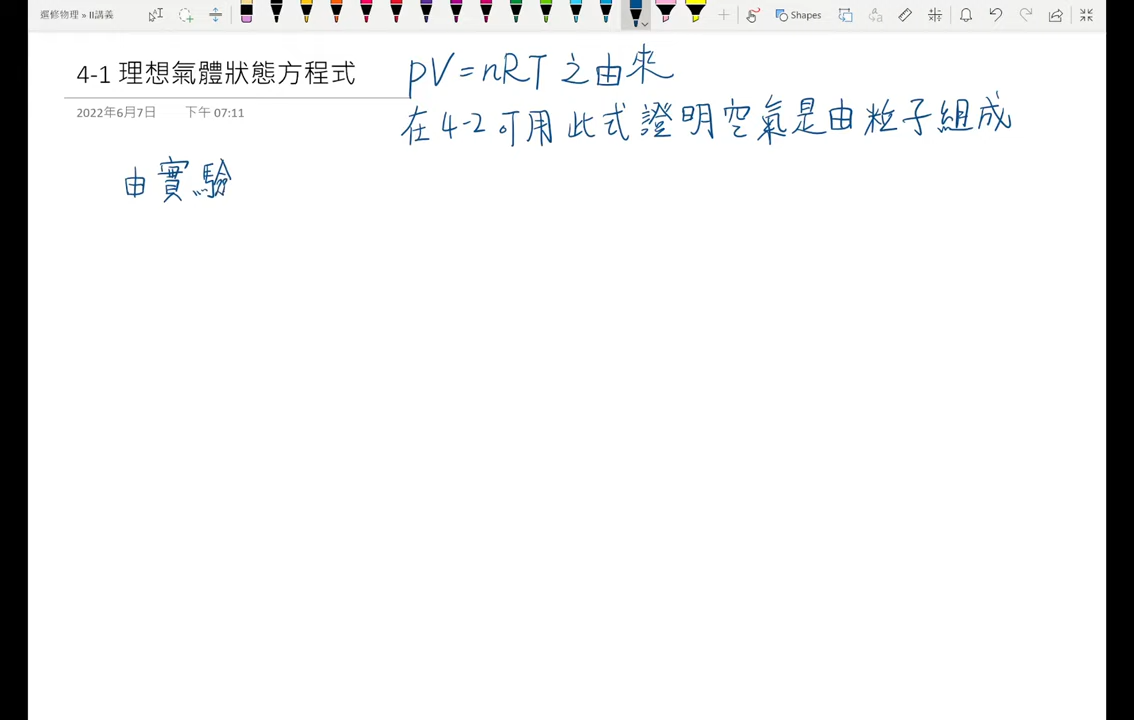 選修物理 » II講義
Shapes
4-1 理想氣體狀態方程式
pV=nRT 之由來
2022年6月7日 下午 07:11
在 4-2 可用此式證明空氣是由粒子組成
由實驗